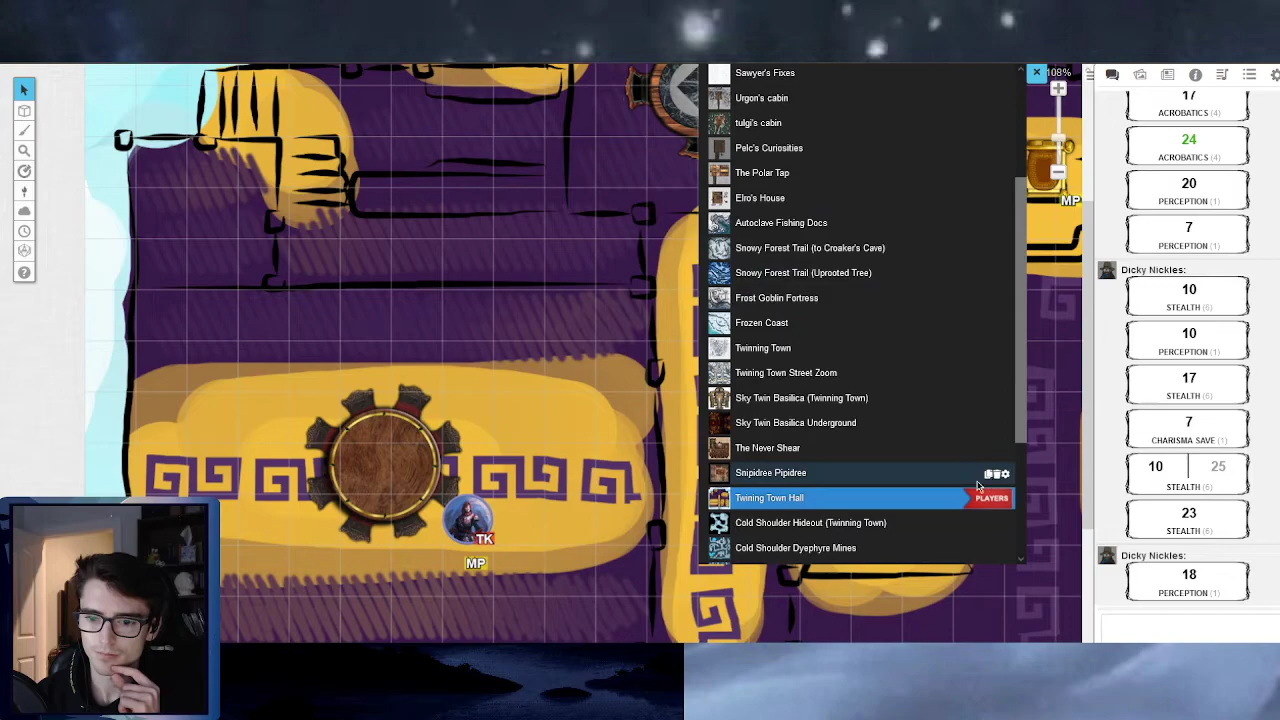 Sawyer's Fixes
Urgon's cabin
tulgi's cabin
Pelc's Curiosities
The Polar Tap
Elro's House
Autoclave Fishing Docs
Snowy Forest Trail (to Croaker's Cave)
Snowy Forest Trail (Uprooted Tree)
Frost Goblin Fortress
Frozen Coast
Twinning Town
Twining Town Street Zoom
Sky Twin Basilica (Twinning Town)
Sky Twin Basilica Underground
The Never Shear
Snipidree Pipidree
Twining Town Hall
PLAYERS
Cold Shoulder Hideout (Twinning Town)
Cold Shoulder Dyephyre Mines
108%
MP
TK
MP
17
ACROBATICS (4)
24
ACROBATICS (4)
20
PERCEPTION (1)
7
PERCEPTION (1)
Dicky Nickles:
10
STEALTH (6)
10
PERCEPTION (1)
17
STEALTH (6)
7
CHARISMA SAVE (1)
10 25
STEALTH (6)
23
STEALTH (6)
Dicky Nickles:
18
PERCEPTION (1)